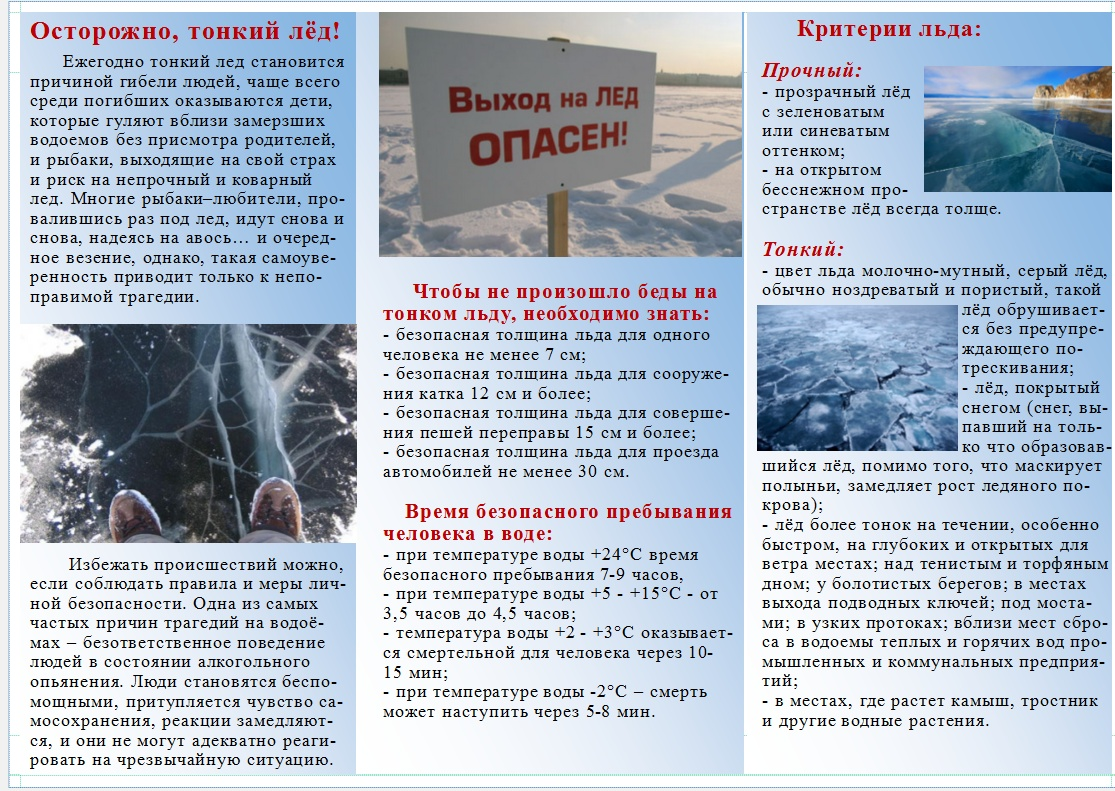 Осторожно, тонкий лёд!
Ежегодно тонкий лед становится
причиной гибели людей, чаще всего
среди погибших оказываются дети,
которые гуляют вблизи замерзших
водоемов без присмотра родителей,
и рыбаки, выходящие на свой страх
и риск на непрочный и коварный
лед. Многие рыбаки–любители, про-
валившись раз под лед, идут снова и
снова, надеясь на авось… и очеред-
ное везение, однако, такая самоуве-
ренность приводит только к непо-
правимой трагедии.
Избежать происшествий можно,
если соблюдать правила и меры лич-
ной безопасности. Одна из самых
частых причин трагедий на водоё-
мах – безответственное поведение
людей в состоянии алкогольного
опьянения. Люди становятся беспо-
мощными, притупляется чувство са-
мосохранения, реакции замедляют-
ся, и они не могут адекватно реаги-
ровать на чрезвычайную ситуацию.
Выход на ЛЕД
ОПАСЕН!
Чтобы не произошло беды на
тонком льду, необходимо знать:
- безопасная толщина льда для одного
человека не менее 7 см;
- безопасная толщина льда для сооруже-
ния катка 12 см и более;
- безопасная толщина льда для соверше-
ния пешей переправы 15 см и более;
- безопасная толщина льда для проезда
автомобилей не менее 30 см.
Время безопасного пребывания
человека в воде:
- при температуре воды +24°С время
безопасного пребывания 7-9 часов,
- при температуре воды +5 - +15°С - от
3,5 часов до 4,5 часов;
- температура воды +2 - +3°С оказывает-
ся смертельной для человека через 10-
15 мин;
- при температуре воды -2°С – смерть
может наступить через 5-8 мин.
Критерии льда:
Прочный:
- прозрачный лёд
с зеленоватым
или синеватым
оттенком;
- на открытом
бесснежном про-
странстве лёд всегда толще.
Тонкий:
- цвет льда молочно-мутный, серый лёд,
обычно ноздреватый и пористый, такой
лёд обрушивает-
ся без предупре-
ждающего по-
трескивания;
- лёд, покрытый
снегом (снег, вы-
павший на толь-
ко что образовав-
шийся лёд, помимо того, что маскирует
полыньи, замедляет рост ледяного по-
крова);
- лёд более тонок на течении, особенно
быстром, на глубоких и открытых для
ветра местах; над тенистым и торфяным
дном; у болотистых берегов; в местах
выхода подводных ключей; под моста-
ми; в узких протоках; вблизи мест сбро-
са в водоемы теплых и горячих вод про-
мышленных и коммунальных предприя-
тий;
- в местах, где растет камыш, тростник
и другие водные растения.